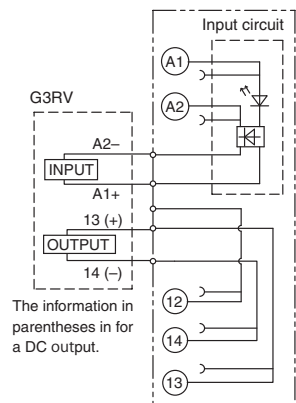 Input circuit
A1
A2
G3RV
A2–
INPUT
A1+
13 (+)
OUTPUT
14 (–)
The information in
parentheses in for
a DC output.
12
14
13